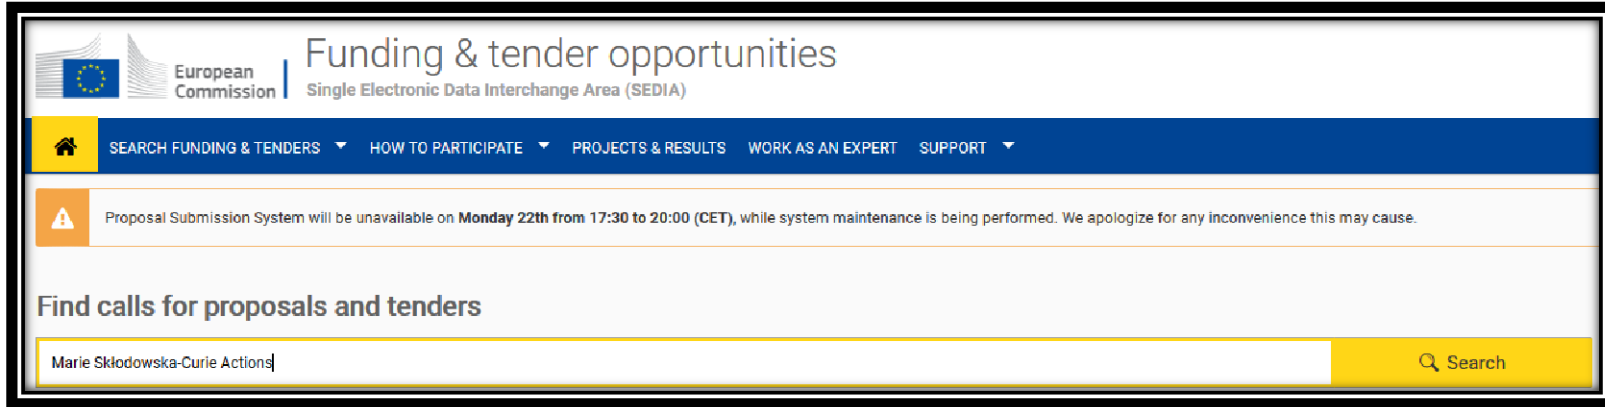 Funding & tender opportunities
European
Commission
Single Electronic Data Interchange Area (SEDIA)
SEARCH FUNDING & TENDERS HOW TO PARTICIPATE PROJECTS & RESULTS WORK AS AN EXPERT SUPPORT
Proposal Submission System will be unavailable on Monday 22th from 17:30 to 20:00 (CET), while system maintenance is being performed. We apologize for any inconvenience this may cause.
Find calls for proposals and tenders
Marie Skłodowska-Curie Actions Search